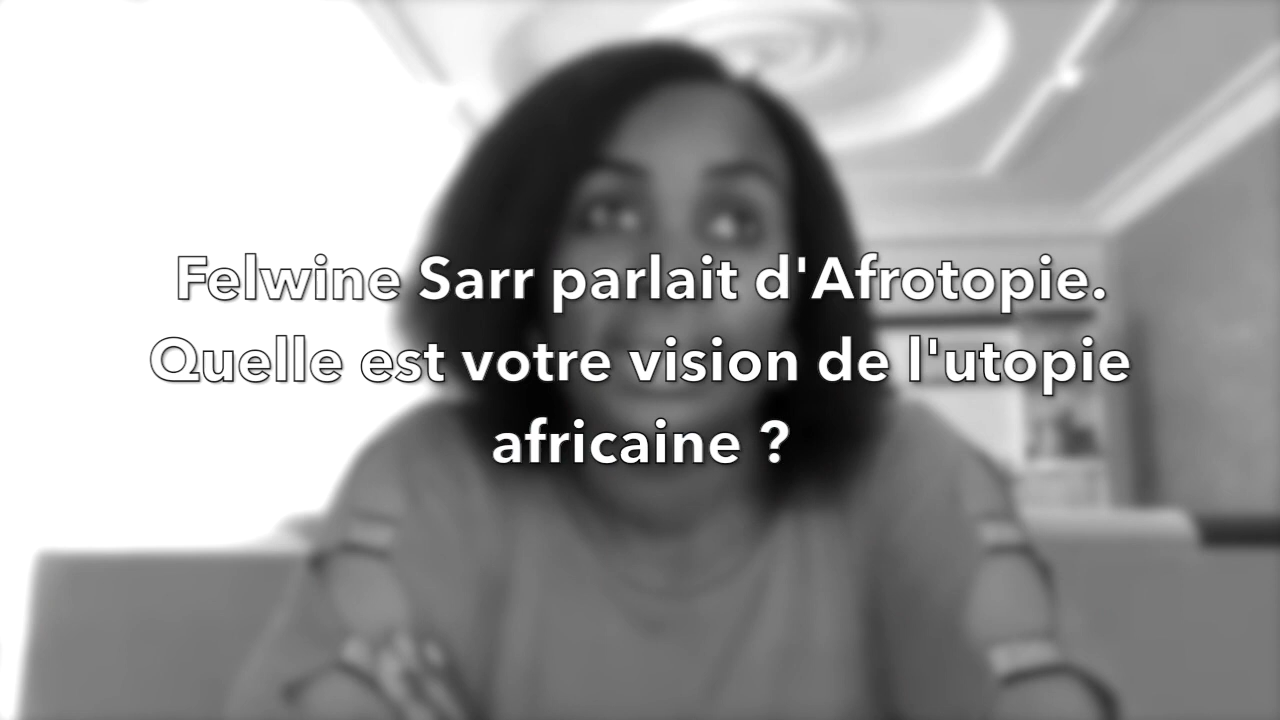 Felwine Sarr parlait d'Afrotopie.
Quelle est votre vision de l'utopie
africaine ?